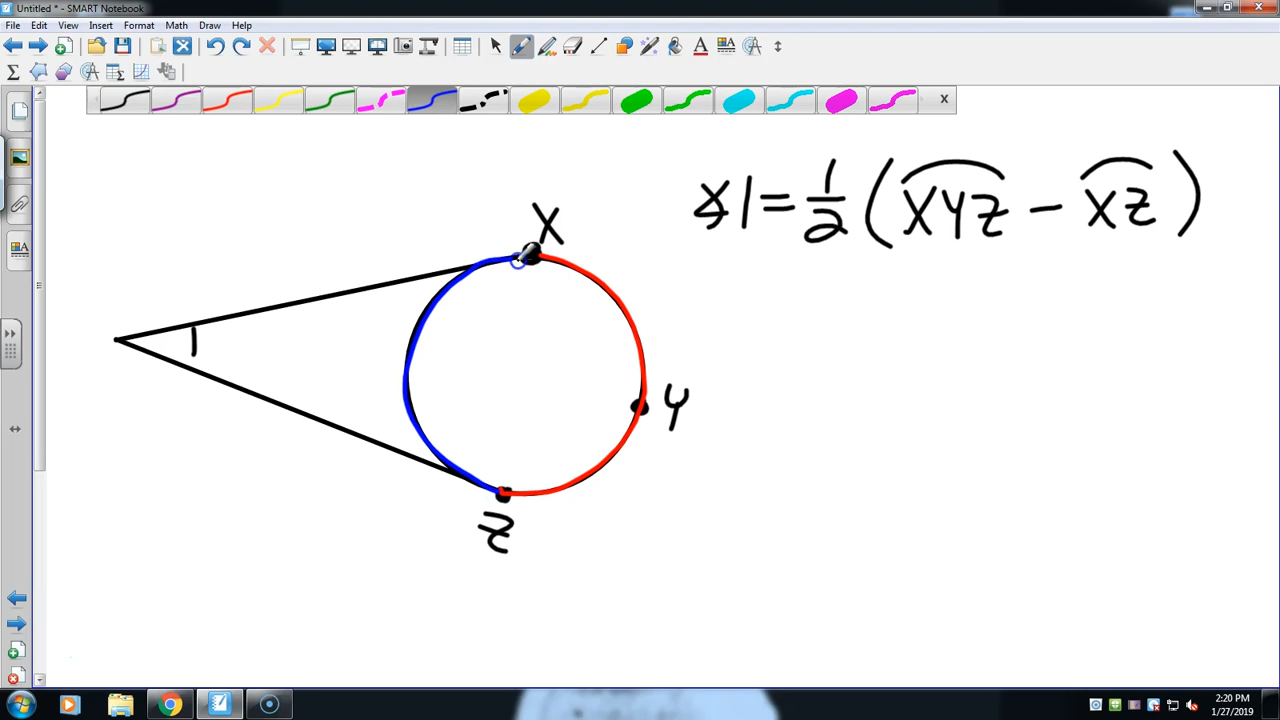 Untitled * - SMART Notebook
File Edit View Insert Format Math Draw Help
X
∡1 = 1/2 (XYZ - XZ)
1
Y
Z
2:20 PM
1/27/2019